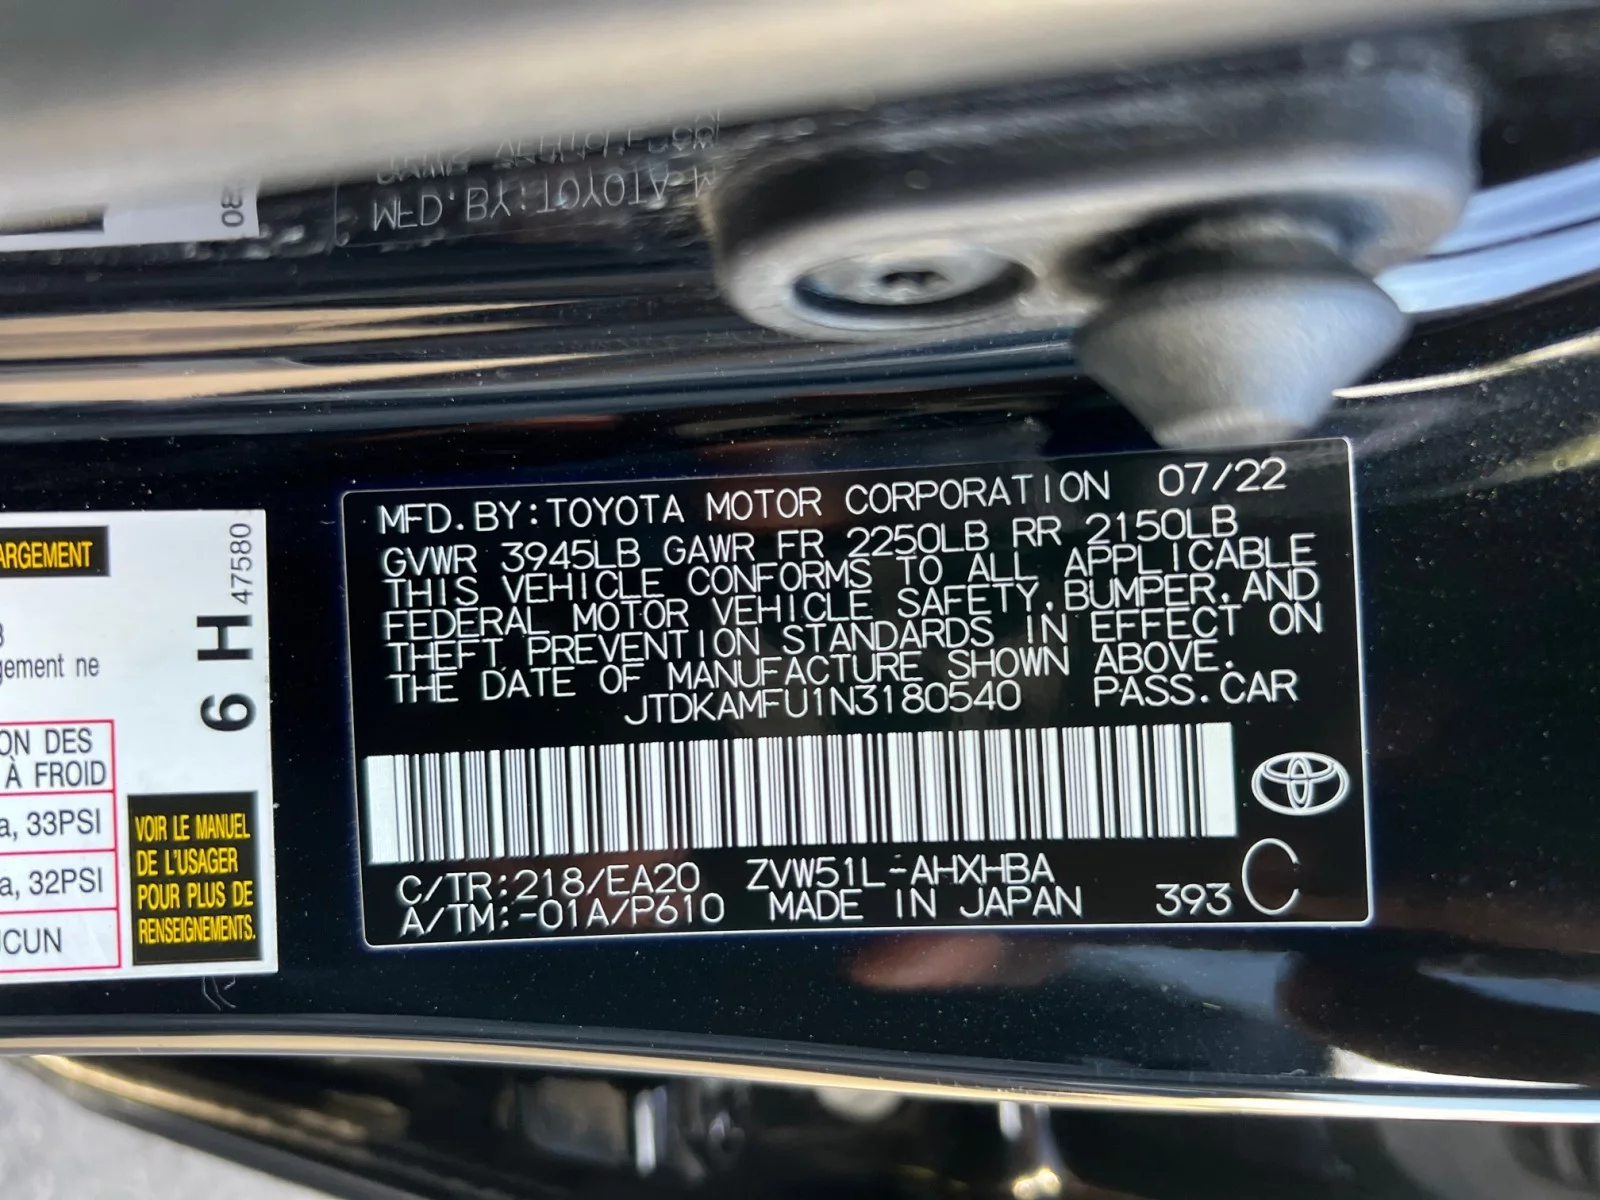 MFD.BY:TOYOTA
ARGEMENT
47580
6 H
gement ne
ON DES
À FROID
a, 33PSI
a, 32PSI
UCUN
VOIR LE MANUEL
DE L'USAGER
POUR PLUS DE
RENSEIGNEMENTS.
MFD.BY:TOYOTA MOTOR CORPORATION 07/22
GVWR 3945LB GAWR FR 2250LB RR 2150LB
THIS VEHICLE CONFORMS TO ALL APPLICABLE
FEDERAL MOTOR VEHICLE SAFETY,BUMPER,AND
THEFT PREVENTION STANDARDS IN EFFECT ON
THE DATE OF MANUFACTURE SHOWN ABOVE.
JTDKAMFU1N3180540 PASS.CAR
C/TR:218/EA20 ZVW51L-AHXHBA
A/TM:-01A/P610 MADE IN JAPAN 393 C